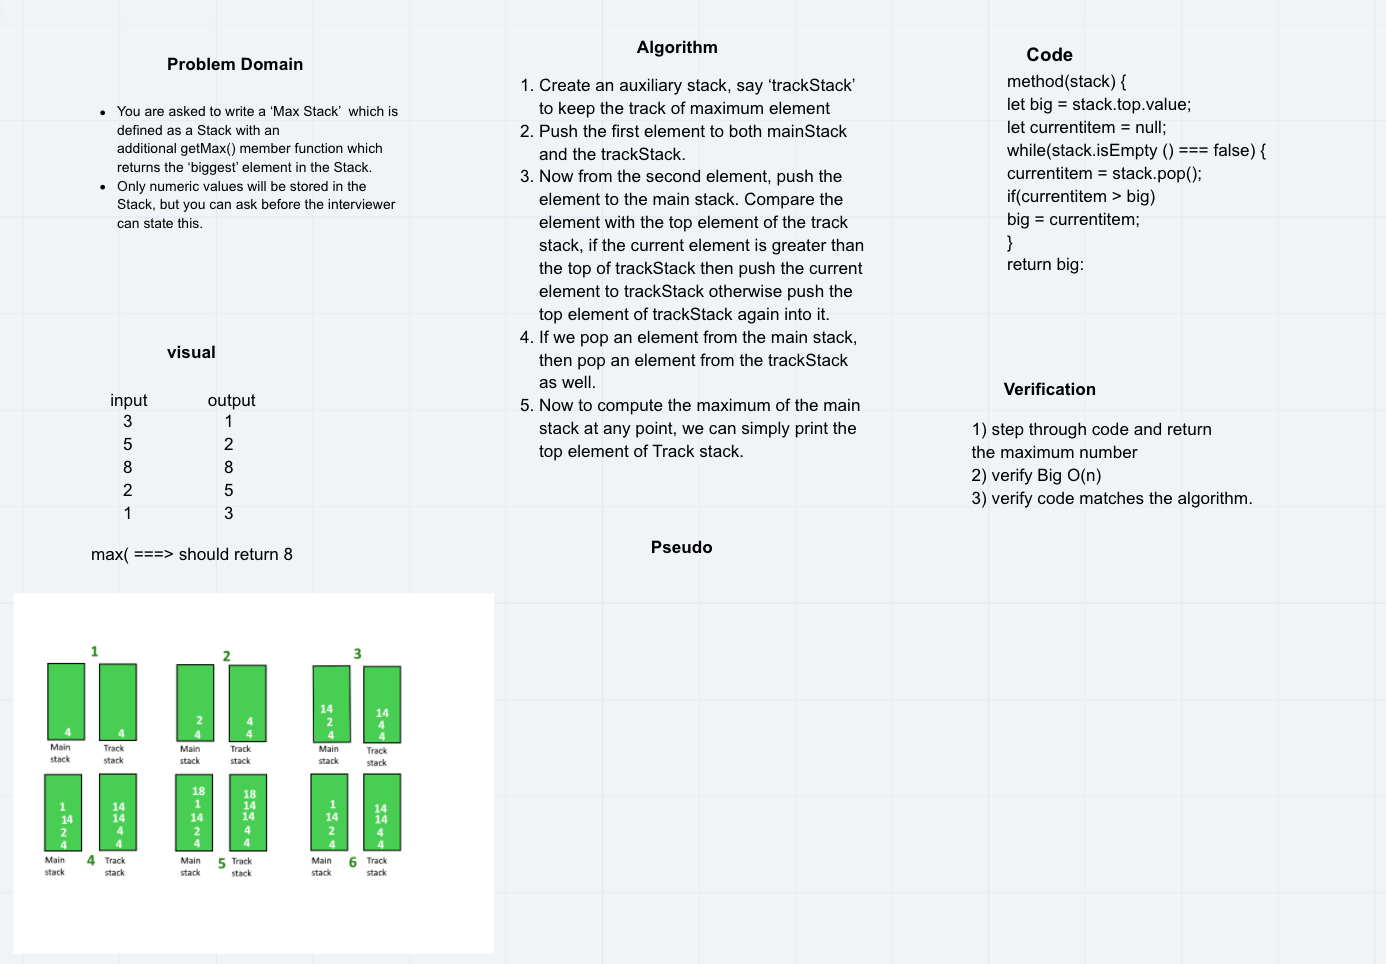 Problem Domain
• You are asked to write a ‘Max Stack’  which is
defined as a Stack with an
additional getMax() member function which
returns the ‘biggest’ element in the Stack.
• Only numeric values will be stored in the
Stack, but you can ask before the interviewer
can state this.
visual
input output
3 1
5 2
8 8
2 5
1 3
max( ===> should return 8
1
4 4
Main Track
stack stack
2
2 4
4 4
Main Track
stack stack
3
14 14
2 4
4 4
Main Track
stack stack
1 14
14 14
2 4
4 4
Main 4 Track
stack stack
18 18
1 14
14 14
2 4
4 4
Main 5 Track
stack stack
1 14
14 14
2 4
4 4
Main 6 Track
stack stack
Algorithm
1. Create an auxiliary stack, say ‘trackStack’
to keep the track of maximum element
2. Push the first element to both mainStack
and the trackStack.
3. Now from the second element, push the
element to the main stack. Compare the
element with the top element of the track
stack, if the current element is greater than
the top of trackStack then push the current
element to trackStack otherwise push the
top element of trackStack again into it.
4. If we pop an element from the main stack,
then pop an element from the trackStack
as well.
5. Now to compute the maximum of the main
stack at any point, we can simply print the
top element of Track stack.
Pseudo
Code
method(stack) {
let big = stack.top.value;
let currentitem = null;
while(stack.isEmpty () === false) {
currentitem = stack.pop();
if(currentitem > big)
big = currentitem;
}
return big:
Verification
1) step through code and return
the maximum number
2) verify Big O(n)
3) verify code matches the algorithm.